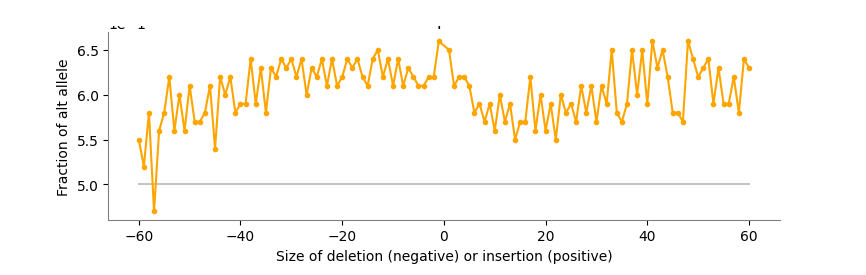 6.5
6.0
5.5
5.0
Fraction of alt allele
−60 −40 −20 0 20 40 60
Size of deletion (negative) or insertion (positive)